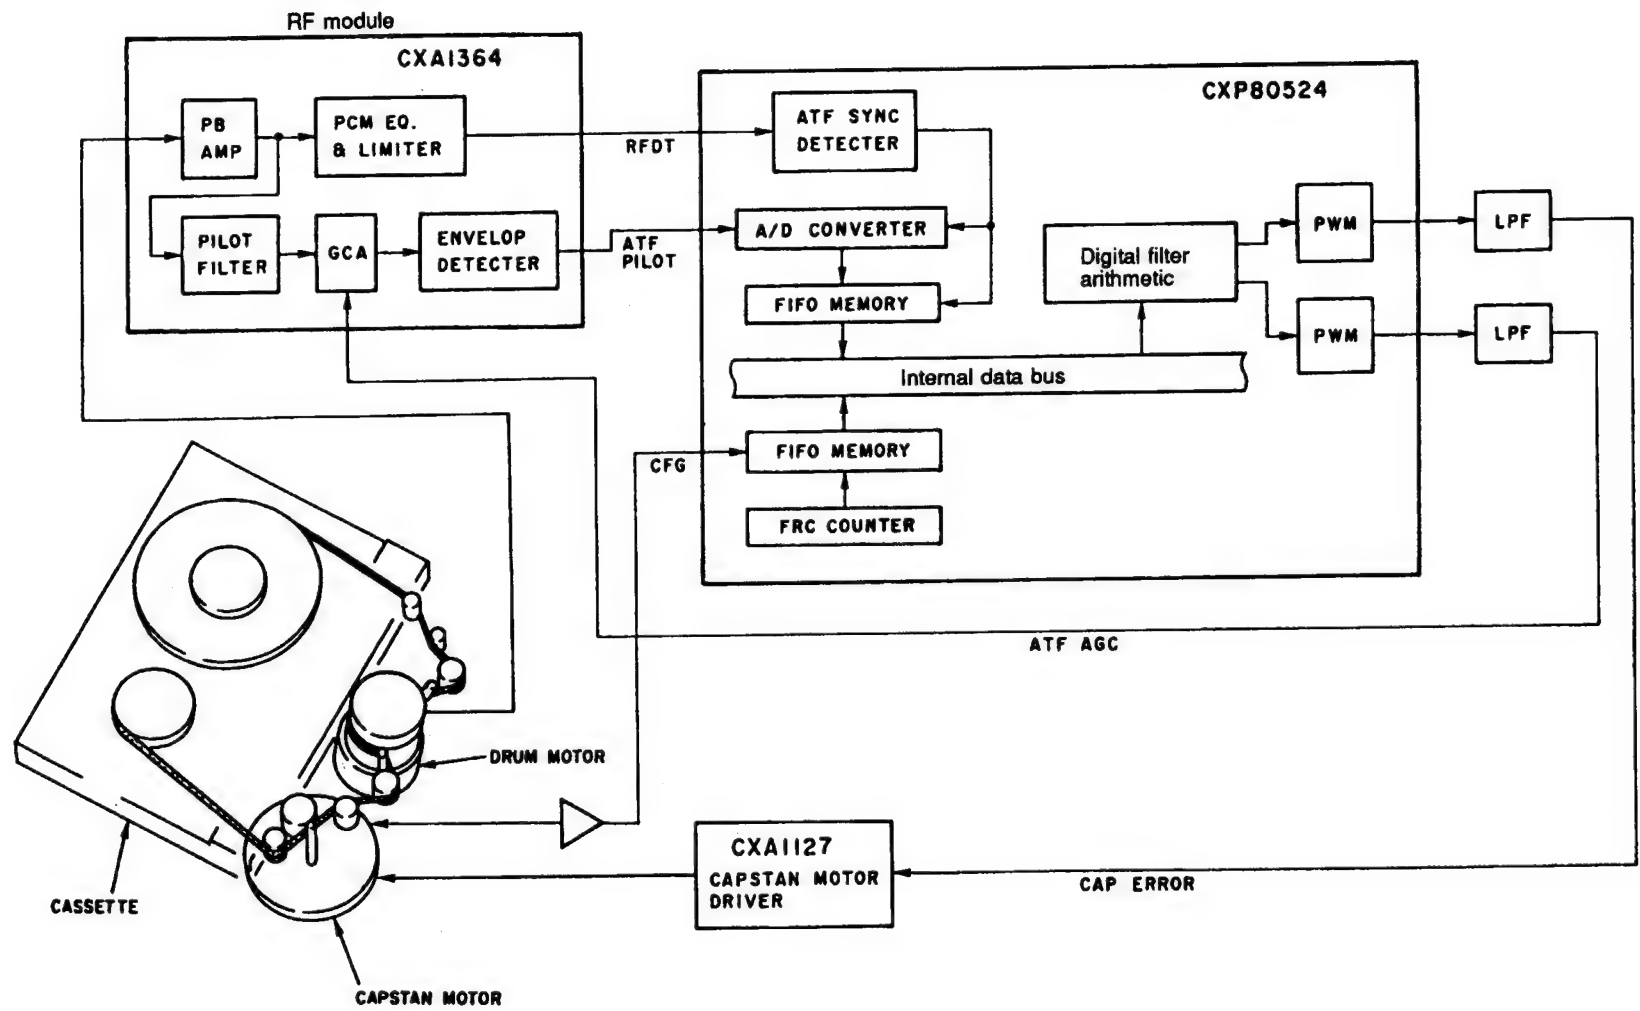 RF module
CXA1364
CXP80524
PB
AMP
PCM EQ.
& LIMITER
RFDT
ATF SYNC
DETECTER
PILOT
FILTER
GCA
ENVELOP
DETECTER
ATF
PILOT
A/D CONVERTER
FIFO MEMORY
Digital filter
arithmetic
PWM
LPF
PWM
LPF
Internal data bus
CFG
FIFO MEMORY
FRC COUNTER
ATF AGC
DRUM MOTOR
CXA1127
CAPSTAN MOTOR
DRIVER
CAP ERROR
CASSETTE
CAPSTAN MOTOR